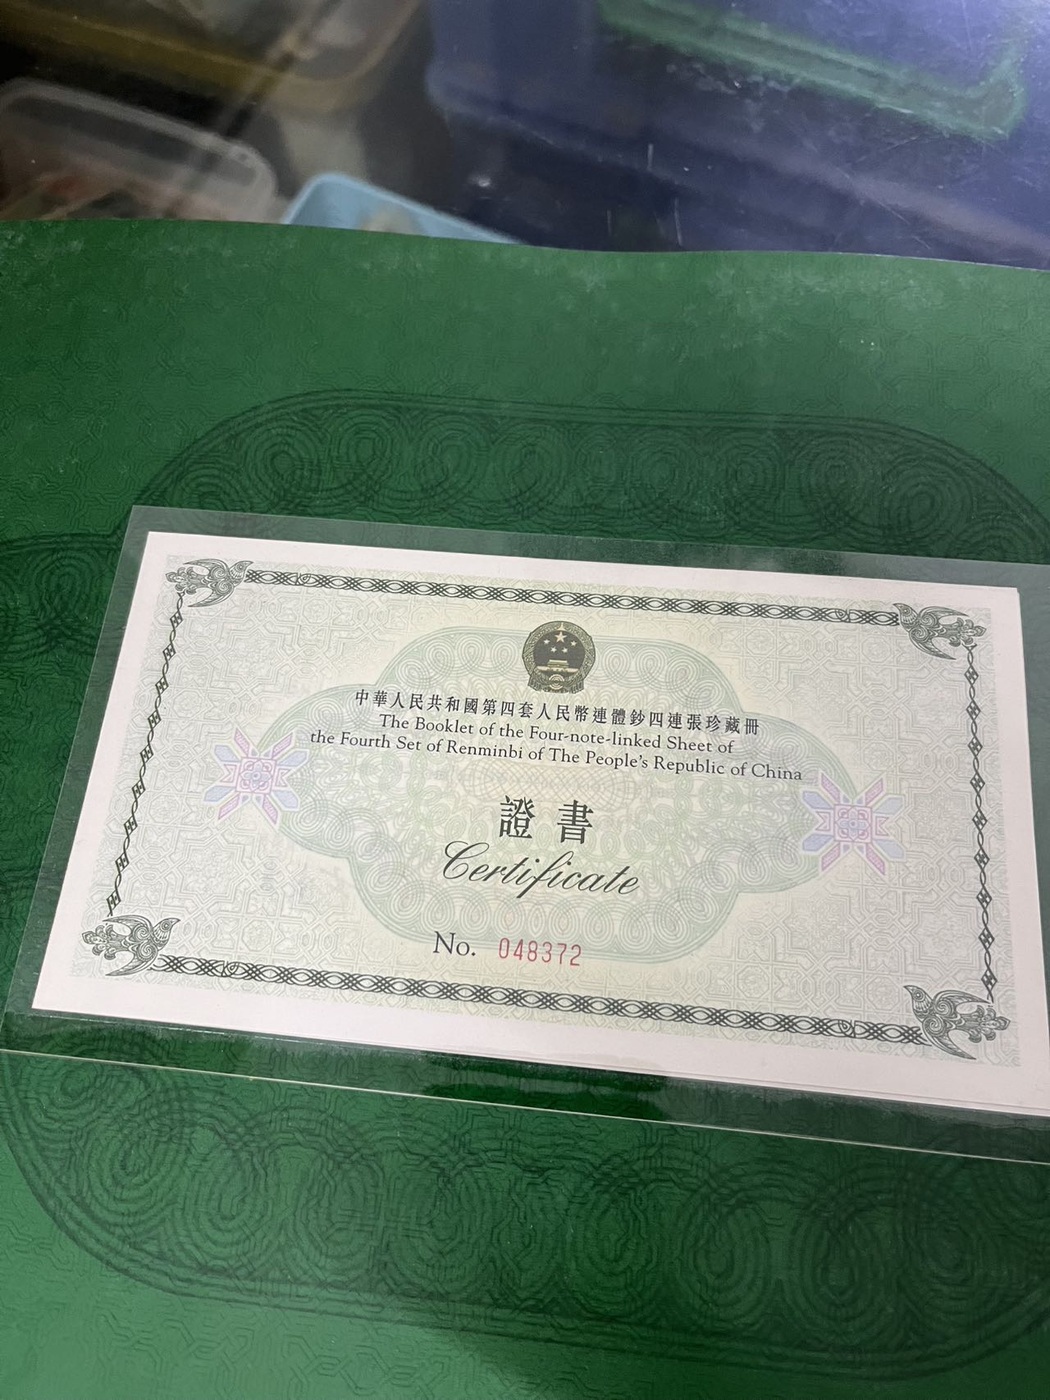 中華人民共和國第四套人民幣連體鈔四連張珍藏冊
The Booklet of the Four-note-linked Sheet of
the Fourth Set of Renminbi of The People's Republic of China
證書
Certificate
No. 048372